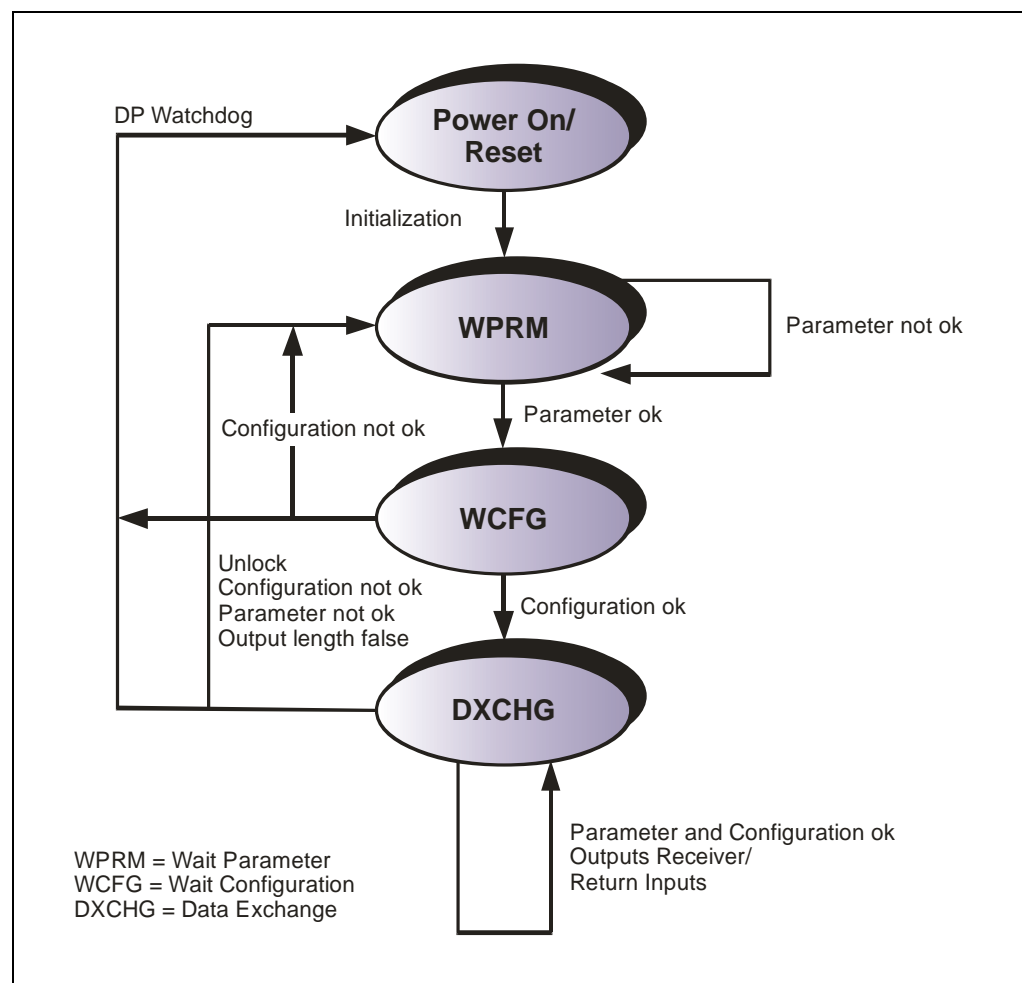 DP Watchdog
Power On/
Reset
Initialization
WPRM
Parameter not ok
Configuration not ok
Parameter ok
WCFG
Unlock
Configuration not ok
Parameter not ok
Output length false
Configuration ok
DXCHG
Parameter and Configuration ok
Outputs Receiver/
Return Inputs
WPRM = Wait Parameter
WCFG = Wait Configuration
DXCHG = Data Exchange